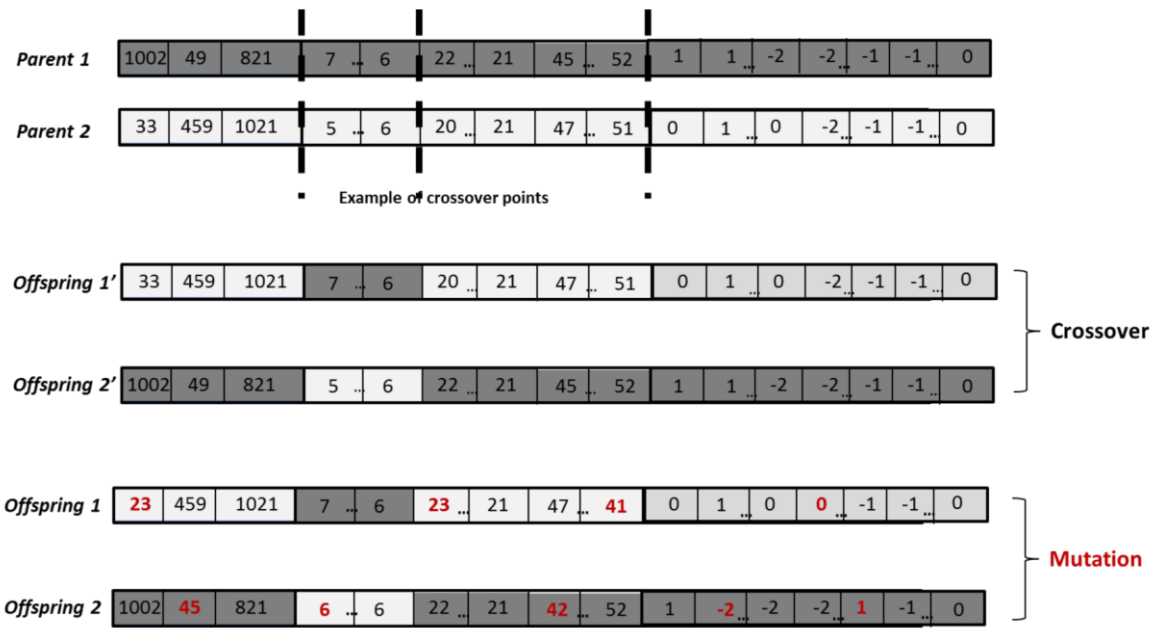 Parent 1 1002 49 821 7 ... 6 22 ... 21 45 ... 52 1 1 ... -2 -2 ... -1 -1 ... 0
Parent 2 33 459 1021 5 ... 6 20 ... 21 47 ... 51 0 1 ... 0 -2 ... -1 -1 ... 0
Example of crossover points
Offspring 1’ 33 459 1021 7 ... 6 20 ... 21 47 ... 51 0 1 ... 0 -2 ... -1 -1 ... 0
Crossover
Offspring 2’ 1002 49 821 5 ... 6 22 ... 21 45 ... 52 1 1 ... -2 -2 ... -1 -1 ... 0
Offspring 1 23 459 1021 7 ... 6 23 ... 21 47 ... 41 0 1 ... 0 0 ... -1 -1 ... 0
Mutation
Offspring 2 1002 45 821 6 ... 6 22 ... 21 42 ... 52 1 -2 ... -2 -2 ... 1 -1 ... 0